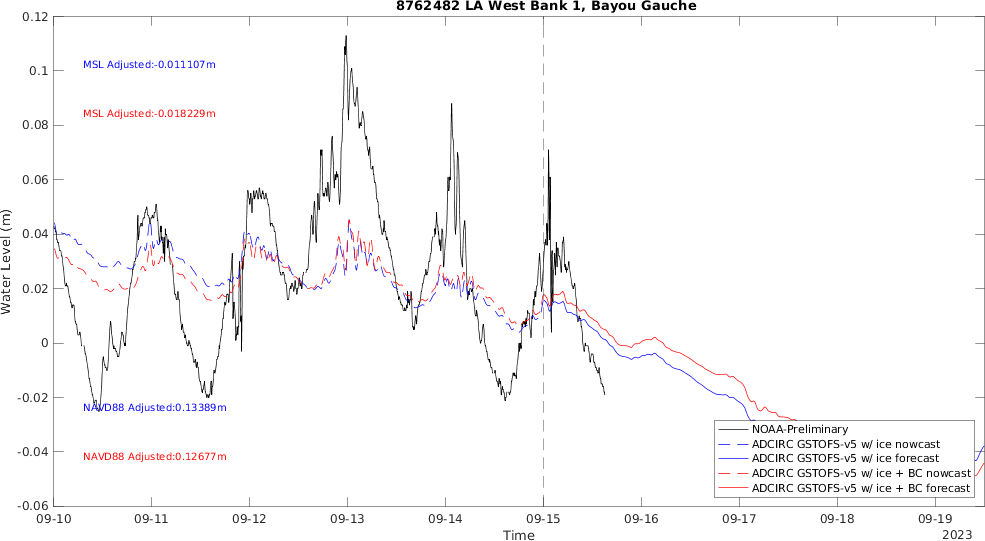 8762482 LA West Bank 1, Bayou Gauche
0.12
0.1
0.08
0.06
0.04
0.02
0
-0.02
-0.04
-0.06
Water Level (m)
MSL Adjusted:-0.011107m
MSL Adjusted:-0.018229m
NAVD88 Adjusted:0.13389m
NAVD88 Adjusted:0.12677m
NOAA-Preliminary
ADCIRC GSTOFS-v5 w/ ice nowcast
ADCIRC GSTOFS-v5 w/ ice forecast
ADCIRC GSTOFS-v5 w/ ice + BC nowcast
ADCIRC GSTOFS-v5 w/ ice + BC forecast
09-10 09-11 09-12 09-13 09-14 09-15 09-16 09-17 09-18 09-19
Time
2023